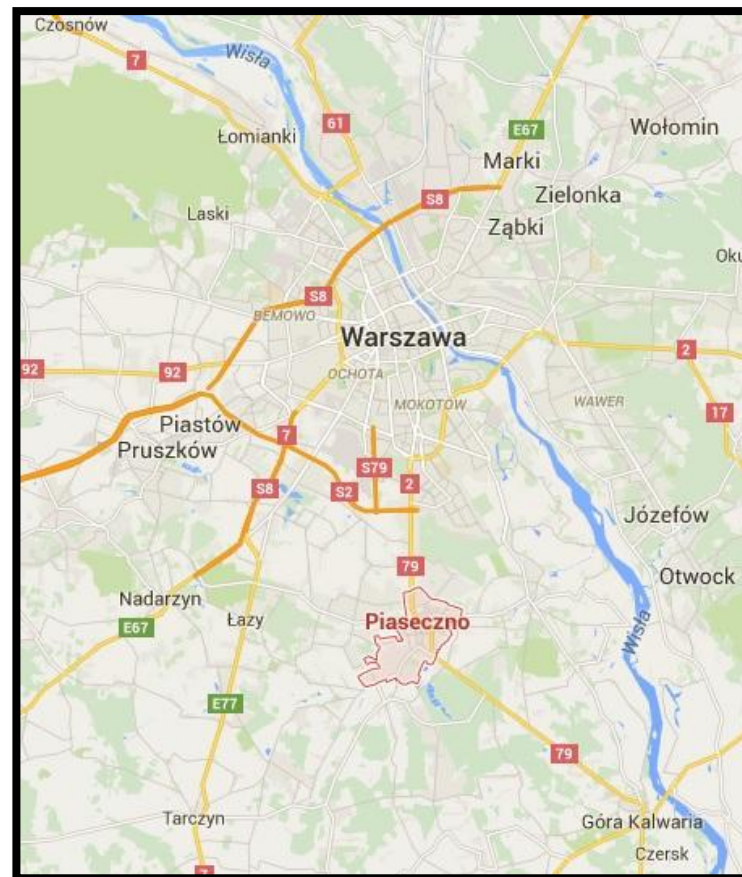 Czosnów
Wisła
7
61
Łomianki
E67
Wołomin
Marki
S8
Zielonka
Laski
Ząbki
Oku
S8
BEMOWO
Warszawa
2
92
92
OCHOTA
MOKOTÓW
WAWER
17
Piastów
7
Pruszków
S79
S8
S2
2
Józefów
79
Otwock
Nadarzyn
Łazy
Piaseczno
E67
Wisła
E77
79
Tarczyn
Góra Kalwaria
Czersk
7